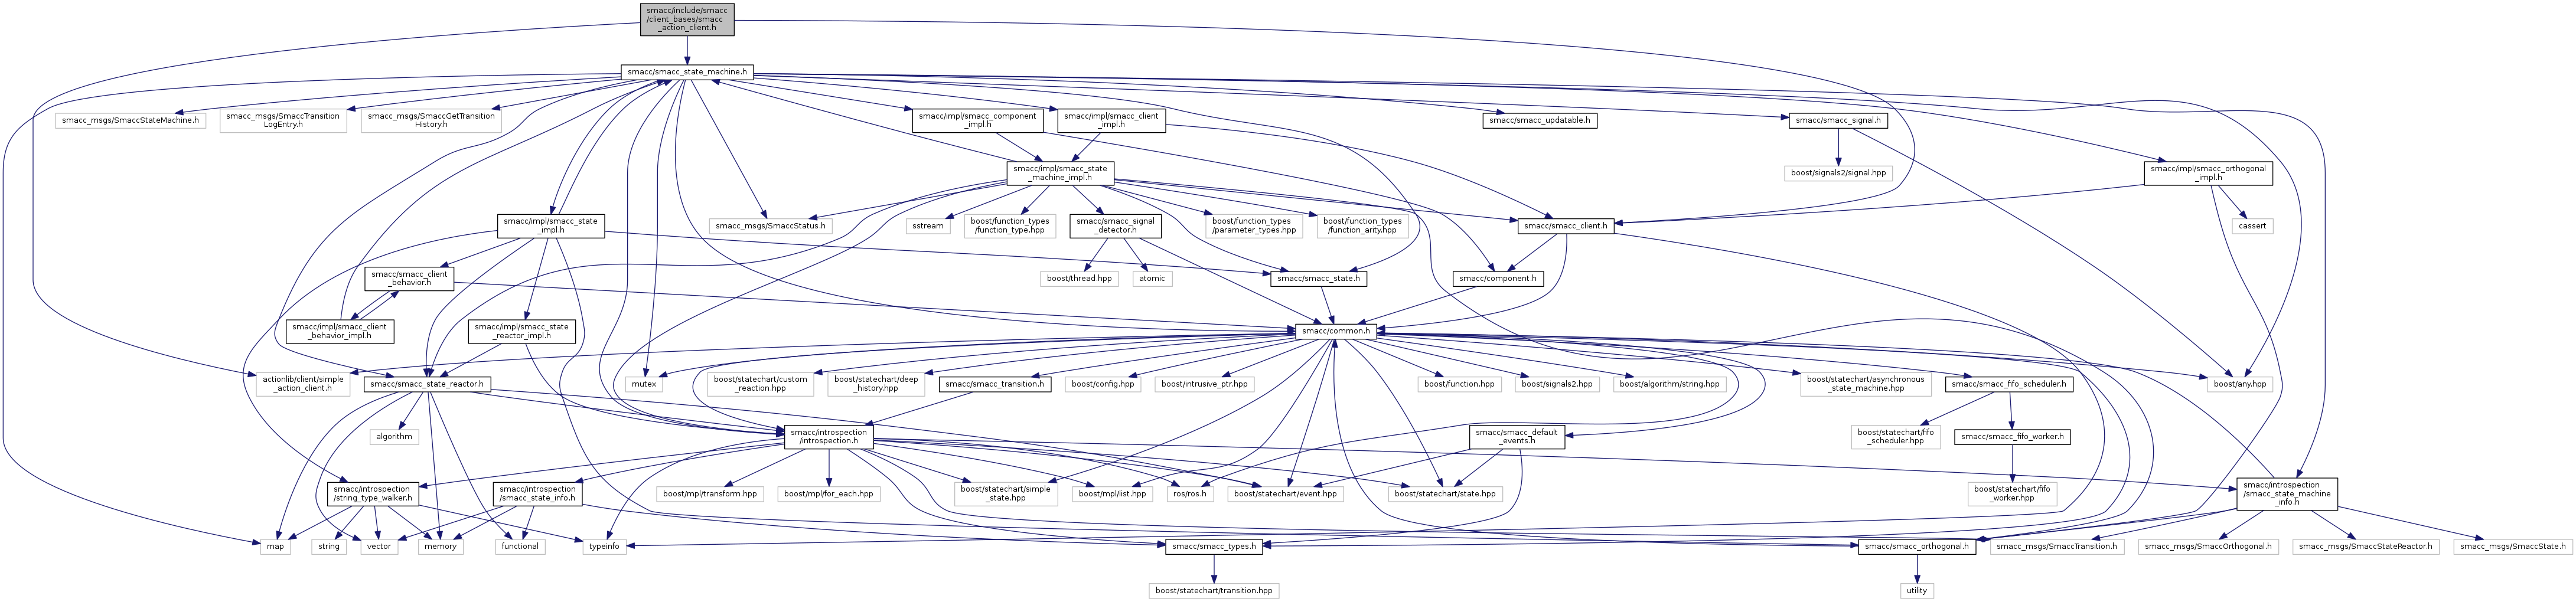 smacc/include/smacc
/client_bases/smacc
_action_client.h
smacc/smacc_state_machine.h
smacc_msgs/SmaccStateMachine.h
smacc_msgs/SmaccTransition
LogEntry.h
smacc_msgs/SmaccGetTransition
History.h
smacc/impl/smacc_component
_impl.h
smacc/impl/smacc_client
_impl.h
smacc/smacc_updatable.h
smacc/smacc_signal.h
smacc/impl/smacc_state
_machine_impl.h
boost/signals2/signal.hpp
smacc/impl/smacc_orthogonal
_impl.h
smacc/impl/smacc_state
_impl.h
smacc_msgs/SmaccStatus.h
sstream
boost/function_types
/function_type.hpp
smacc/smacc_signal
_detector.h
boost/function_types
/parameter_types.hpp
boost/function_types
/function_arity.hpp
smacc/smacc_client.h
cassert
smacc/smacc_client
_behavior.h
boost/thread.hpp
atomic
smacc/smacc_state.h
smacc/component.h
smacc/impl/smacc_client
_behavior_impl.h
smacc/impl/smacc_state
_reactor_impl.h
smacc/common.h
actionlib/client/simple
_action_client.h
smacc/smacc_state_reactor.h
mutex
boost/statechart/custom
_reaction.hpp
boost/statechart/deep
_history.hpp
smacc/smacc_transition.h
boost/config.hpp
boost/intrusive_ptr.hpp
boost/function.hpp
boost/signals2.hpp
boost/algorithm/string.hpp
boost/statechart/asynchronous
_state_machine.hpp
smacc/smacc_fifo_scheduler.h
boost/any.hpp
algorithm
smacc/introspection
/introspection.h
smacc/smacc_default
_events.h
boost/statechart/fifo
_scheduler.hpp
smacc/smacc_fifo_worker.h
smacc/introspection
/string_type_walker.h
smacc/introspection
/smacc_state_info.h
boost/mpl/transform.hpp
boost/mpl/for_each.hpp
boost/statechart/simple
_state.hpp
boost/mpl/list.hpp
ros/ros.h
boost/statechart/event.hpp
boost/statechart/state.hpp
boost/statechart/fifo
_worker.hpp
smacc/introspection
/smacc_state_machine
_info.h
map
string
vector
memory
functional
typeinfo
smacc/smacc_types.h
smacc/smacc_orthogonal.h
smacc_msgs/SmaccTransition.h
smacc_msgs/SmaccOrthogonal.h
smacc_msgs/SmaccStateReactor.h
smacc_msgs/SmaccState.h
boost/statechart/transition.hpp
utility